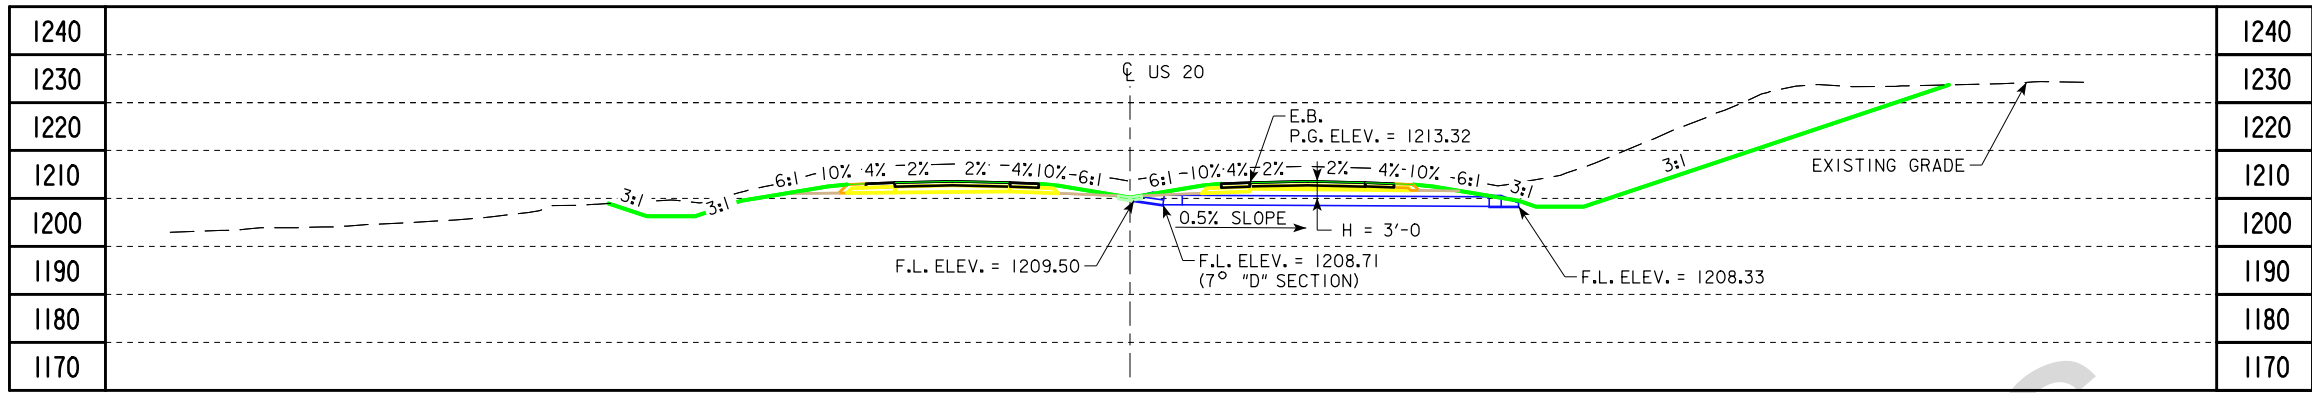 1240 1240
℄ US 20
1230 1230
E.B.
1220 P.G. ELEV. = 1213.32 1220
3:1 6:1 10% 4% 2% 2% 4% 10% 6:1 6:1 10% 4% 2% 2% 4% 10% 6:1 3:1 3:1
EXISTING GRADE
1210 1210
3:1
0.5% SLOPE
1200 H = 3'-0 1200
F.L. ELEV. = 1209.50 F.L. ELEV. = 1208.71
1190 (7° "D" SECTION) F.L. ELEV. = 1208.33 1190
1180 1180
1170 1170